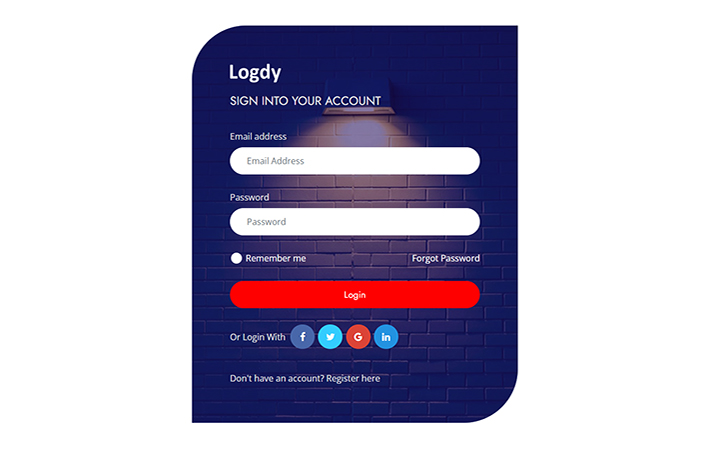 Logdy
SIGN INTO YOUR ACCOUNT
Email address
Email Address
Password
Password
Remember me Forgot Password
Login
Or Login With f G in
Don't have an account? Register here